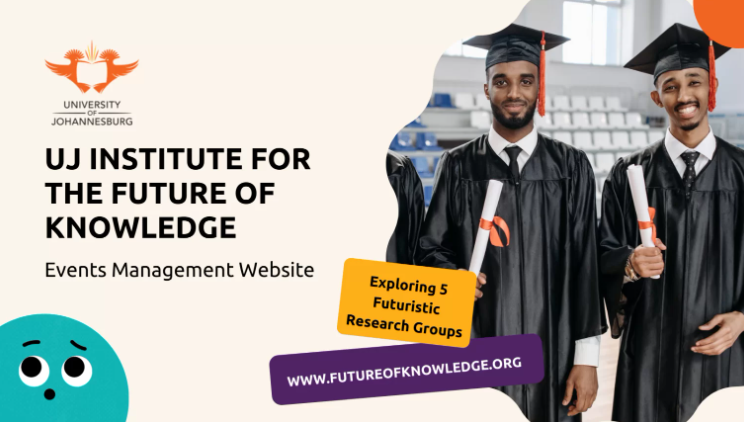 UNIVERSITY
OF
JOHANNESBURG
UJ INSTITUTE FOR
THE FUTURE OF
KNOWLEDGE
Events Management Website
Exploring 5
Futuristic
Research Groups
WWW.FUTUREOFKNOWLEDGE.ORG